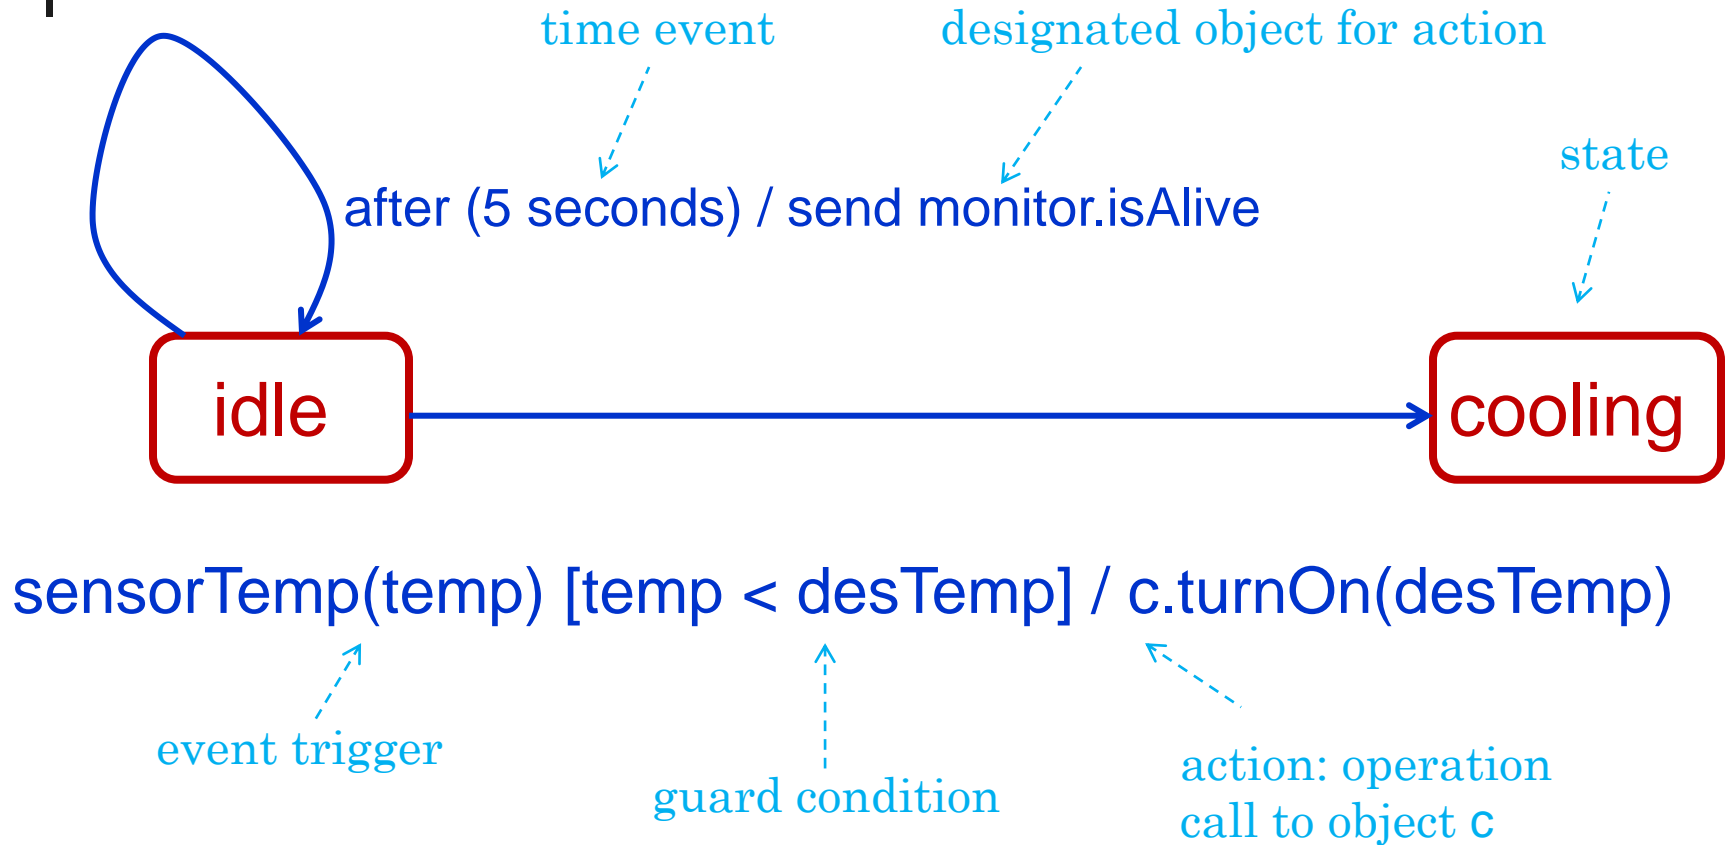 time event
designated object for action
state
after (5 seconds) / send monitor.isAlive
idle
cooling
sensorTemp(temp) [temp < desTemp] / c.turnOn(desTemp)
event trigger
guard condition
action: operation
call to object c